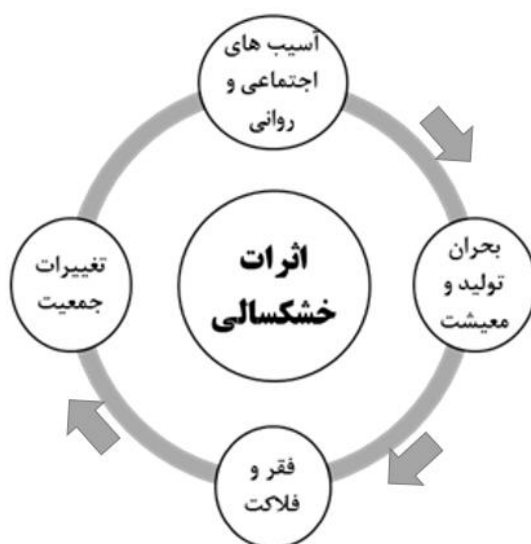 آسیب های
اجتماعی و
روانی
بحران
تولید و
معیشت
اثرات
خشکسالی
تغییرات
جمعیت
فقر و
فلاکت